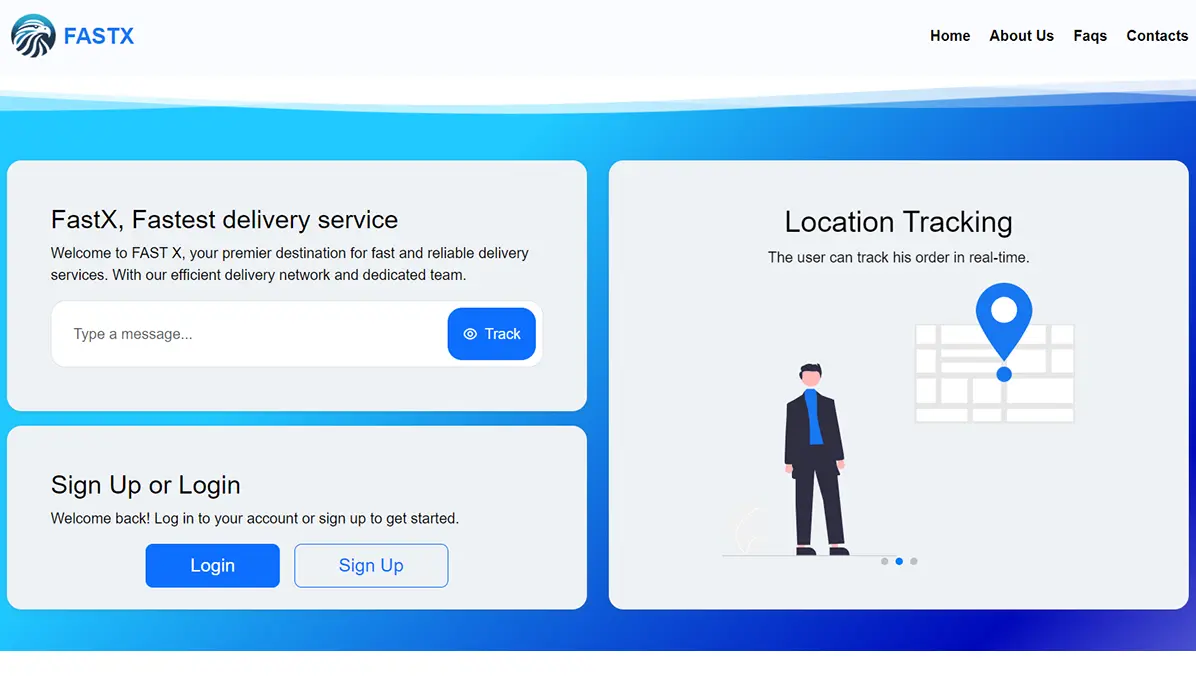 FASTX
Home
About Us
Faqs
Contacts
FastX, Fastest delivery service
Welcome to FAST X, your premier destination for fast and reliable delivery
services. With our efficient delivery network and dedicated team.
Type a message...
Track
Sign Up or Login
Welcome back! Log in to your account or sign up to get started.
Login
Sign Up
Location Tracking
The user can track his order in real-time.